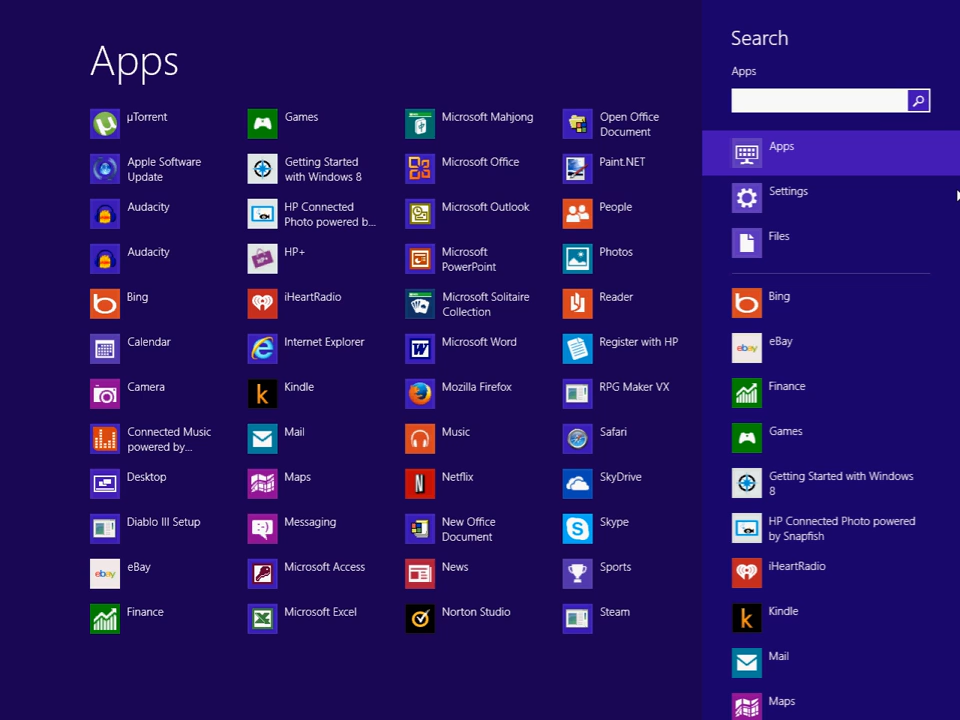 Apps
µTorrent
Apple Software
Update
Audacity
Audacity
Bing
Calendar
Camera
Connected Music
powered by...
Desktop
Diablo III Setup
eBay
Finance
Games
Getting Started
with Windows 8
HP Connected
Photo powered b...
HP+
iHeartRadio
Internet Explorer
Kindle
Mail
Maps
Messaging
Microsoft Access
Microsoft Excel
Microsoft Mahjong
Microsoft Office
Microsoft Outlook
Microsoft
PowerPoint
Microsoft Solitaire
Collection
Microsoft Word
Mozilla Firefox
Music
Netflix
New Office
Document
News
Norton Studio
Open Office
Document
Paint.NET
People
Photos
Reader
Register with HP
RPG Maker VX
Safari
SkyDrive
Skype
Sports
Steam
Search
Apps
Apps
Settings
Files
Bing
eBay
Finance
Games
Getting Started with Windows
8
HP Connected Photo powered
by Snapfish
iHeartRadio
Kindle
Mail
Maps